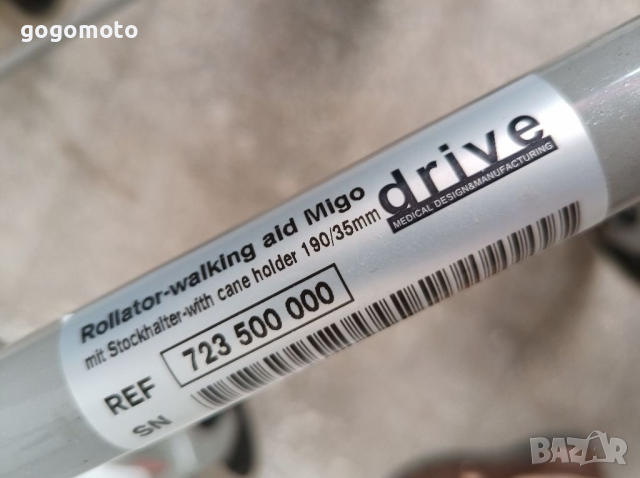 gogomoto
drive
MEDICAL DESIGN&MANUFACTURING
Rollator-walking aid Migo
mit Stockhalter-with cane holder 190/35mm
REF 723 500 000
SN
BAZAR